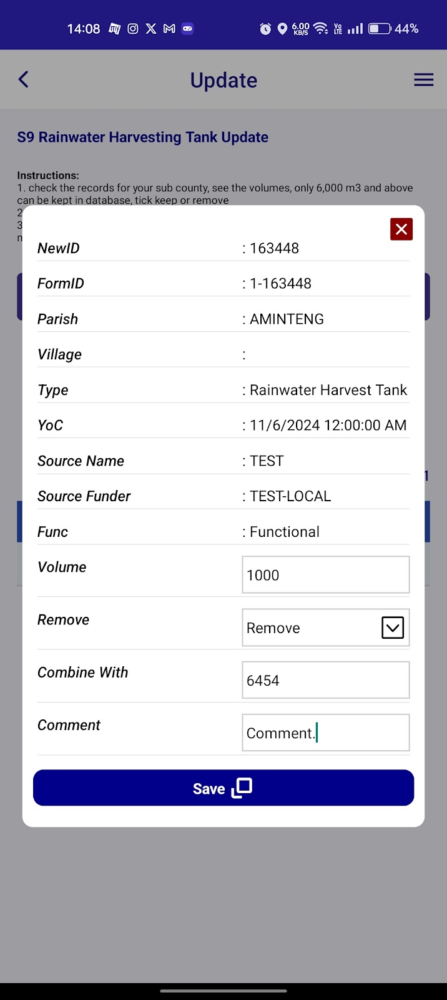 14:08 6.00 KB/S Vo LTE 44%
Update
S9 Rainwater Harvesting Tank Update
Instructions:
1. check the records for your sub county, see the volumes, only 6,000 m3 and above
can be kept in database, tick keep or remove
2
3
n
NewID : 163448
FormID : 1-163448
Parish : AMINTENG
Village :
Type : Rainwater Harvest Tank
YoC : 11/6/2024 12:00:00 AM
Source Name : TEST
1
Source Funder : TEST-LOCAL
Func : Functional
Volume 1000
Remove Remove
Combine With 6454
Comment Comment.
Save